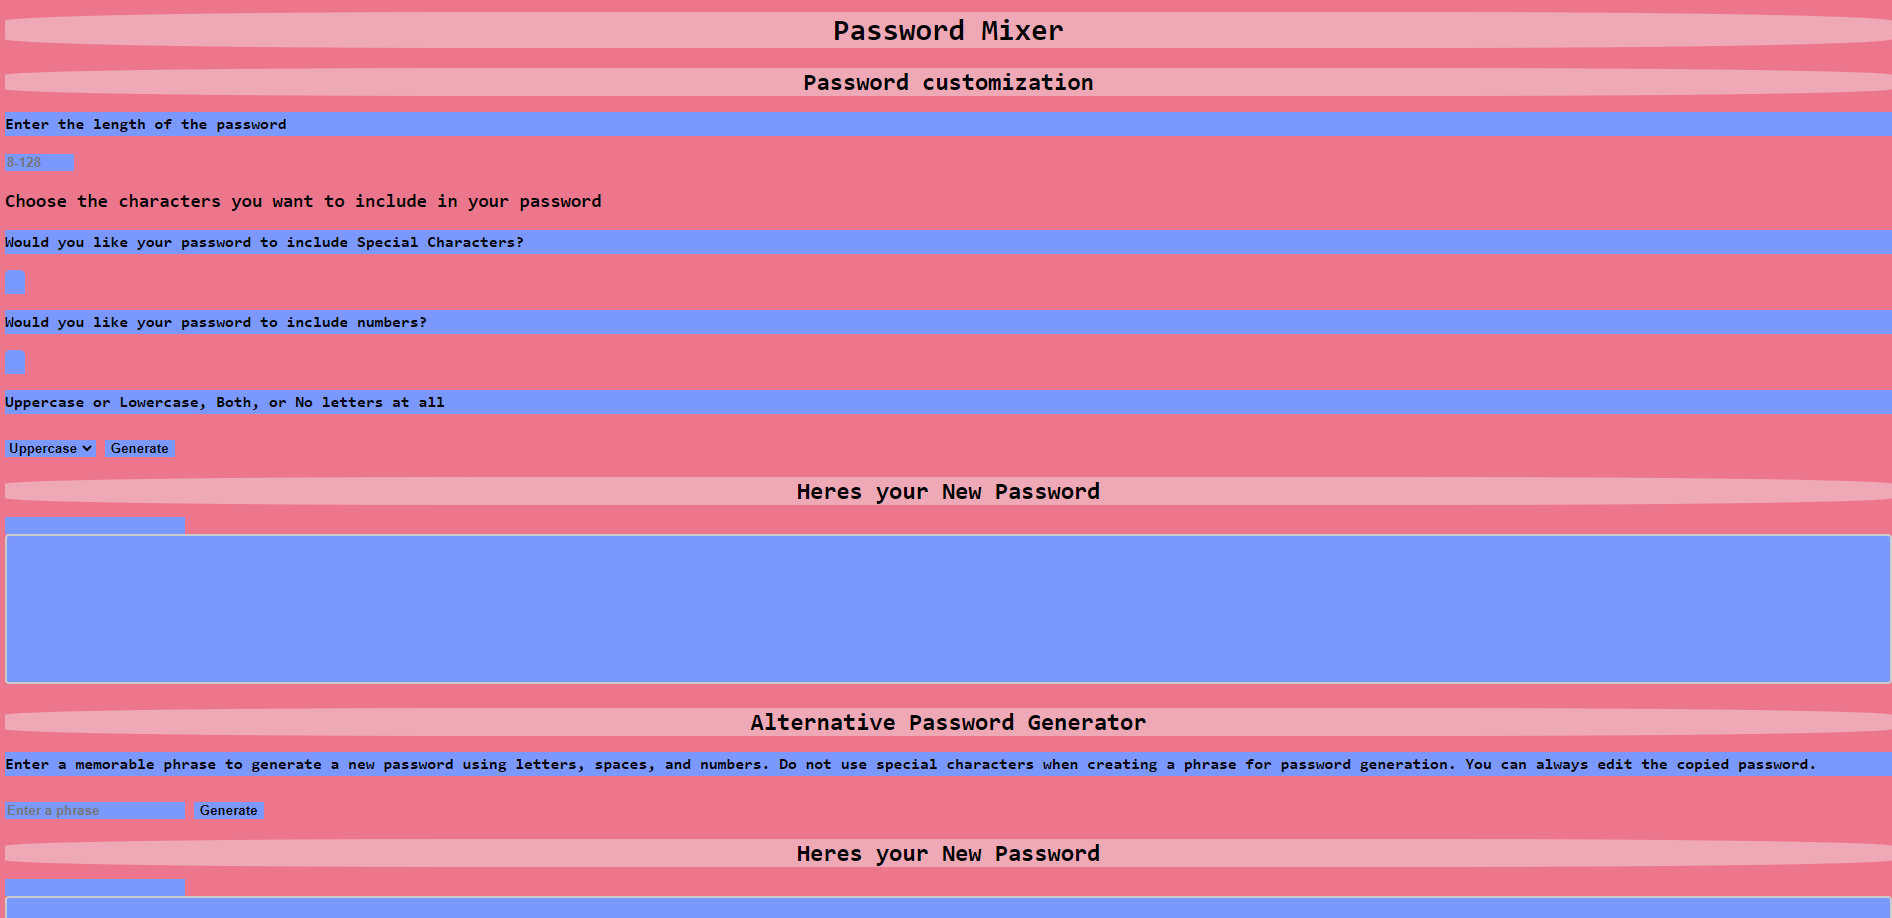 Password Mixer
Password customization
Enter the length of the password
8-128
Choose the characters you want to include in your password
Would you like your password to include Special Characters?
Would you like your password to include numbers?
Uppercase or Lowercase, Both, or No letters at all
Uppercase Generate
Heres your New Password
Alternative Password Generator
Enter a memorable phrase to generate a new password using letters, spaces, and numbers. Do not use special characters when creating a phrase for password generation. You can always edit the copied password.
Enter a phrase Generate
Heres your New Password